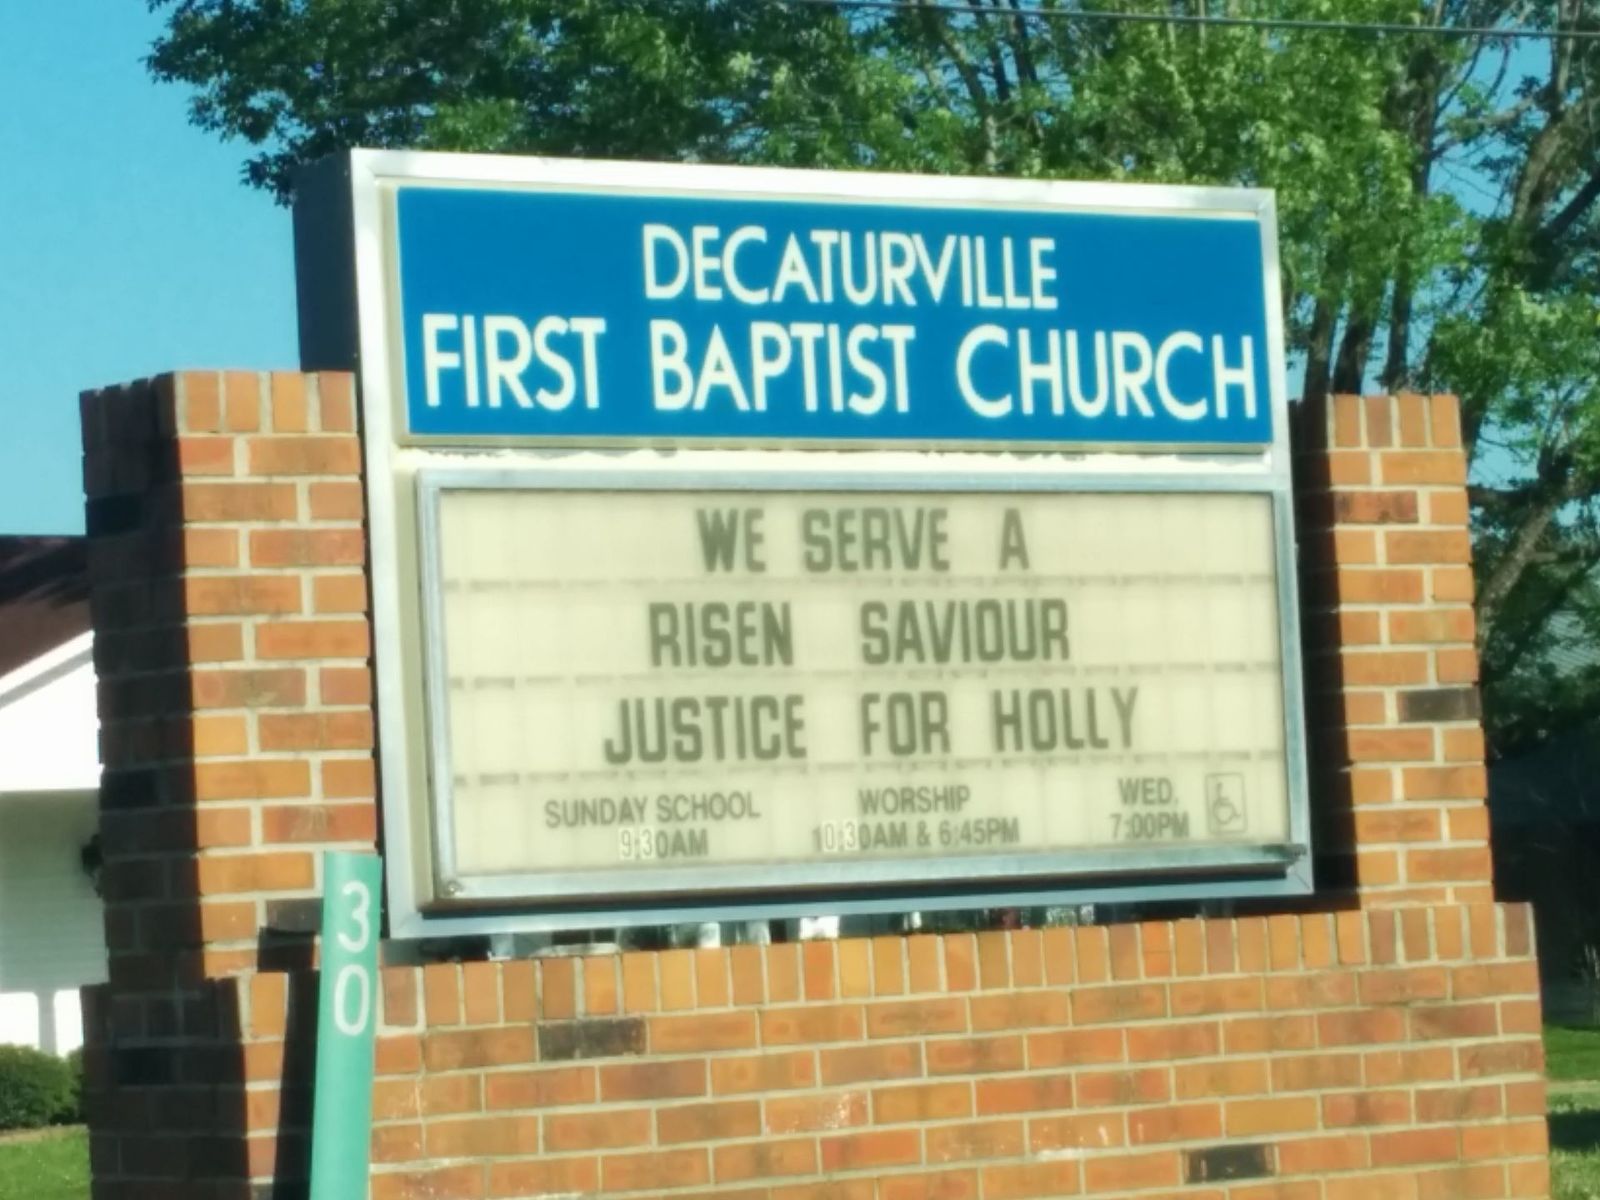 DECATURVILLE
FIRST BAPTIST CHURCH
WE SERVE A
RISEN SAVIOUR
JUSTICE FOR HOLLY
SUNDAY SCHOOL
9:30AM
WORSHIP
10:30AM & 6:45PM
WED.
7:00PM
30